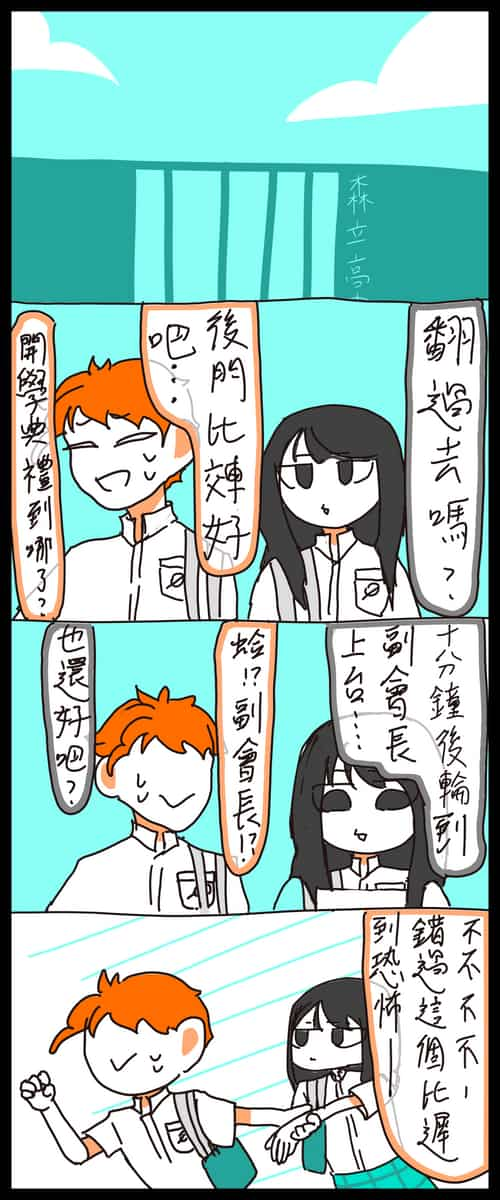 森立高
翻過去嗎?
後門比較好
吧...
開學典禮到哪了?
十分鐘後輪到
副會長
上台...
蛤!?副會長!?
也還好吧?
不不不不-
錯過這個比遲
到恐怖-